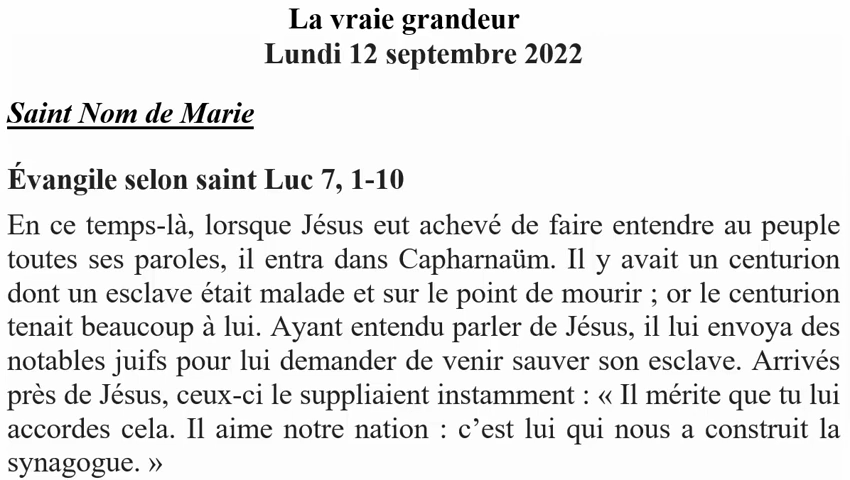 La vraie grandeur
Lundi 12 septembre 2022
Saint Nom de Marie
Évangile selon saint Luc 7, 1-10
En ce temps-là, lorsque Jésus eut achevé de faire entendre au peuple
toutes ses paroles, il entra dans Capharnaüm. Il y avait un centurion
dont un esclave était malade et sur le point de mourir ; or le centurion
tenait beaucoup à lui. Ayant entendu parler de Jésus, il lui envoya des
notables juifs pour lui demander de venir sauver son esclave. Arrivés
près de Jésus, ceux-ci le suppliaient instamment : « Il mérite que tu lui
accordes cela. Il aime notre nation : c’est lui qui nous a construit la
synagogue. »